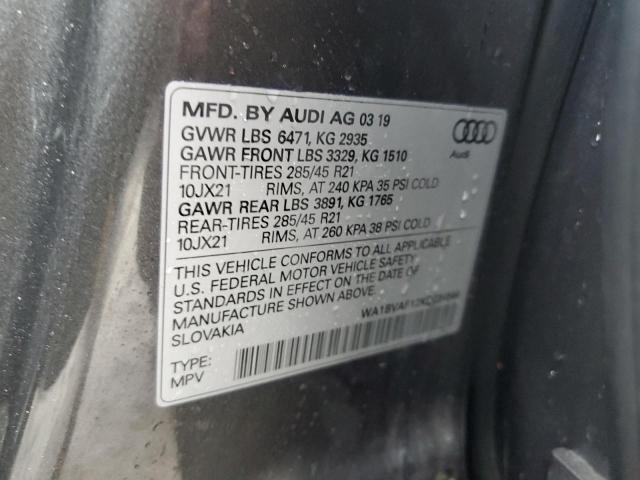 MFD. BY AUDI AG 03 19
GVWR LBS 6471, KG 2935
GAWR FRONT LBS 3329, KG 1510
FRONT-TIRES 285/45 R21
10JX21 RIMS, AT 240 KPA 35 PSI COLD
GAWR REAR LBS 3891, KG 1765
REAR-TIRES 285/45 R21
10JX21 RIMS, AT 260 KPA 38 PSI COLD
Audi
THIS VEHICLE CONFORMS TO ALL APPLICABLE
U.S. FEDERAL MOTOR VEHICLE SAFETY
STANDARDS IN EFFECT ON THE DATE OF
MANUFACTURE SHOWN ABOVE.
SLOVAKIA
TYPE:
MPV